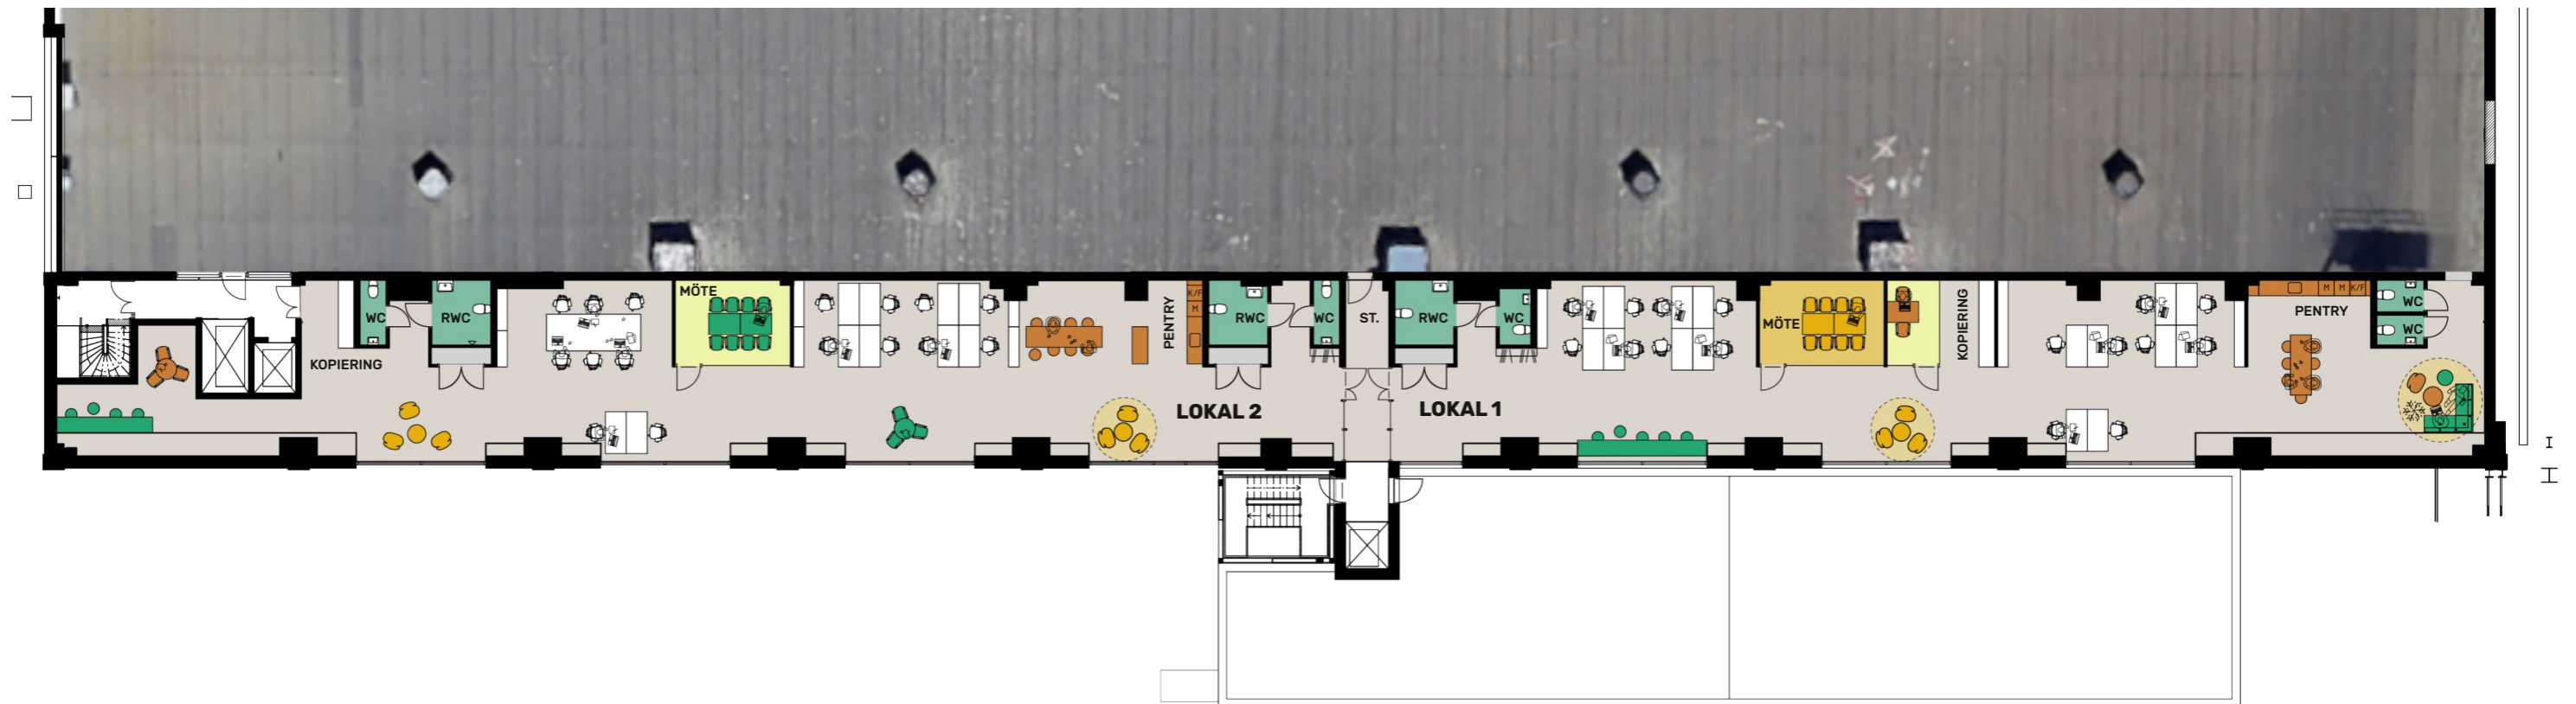 MÖTE
K/F
M
PENTRY
WC
RWC
KOPIERING
RWC
WC
ST.
RWC
WC
MÖTE
KOPIERING
M M K/F
PENTRY
WC
WC
LOKAL 2
LOKAL 1